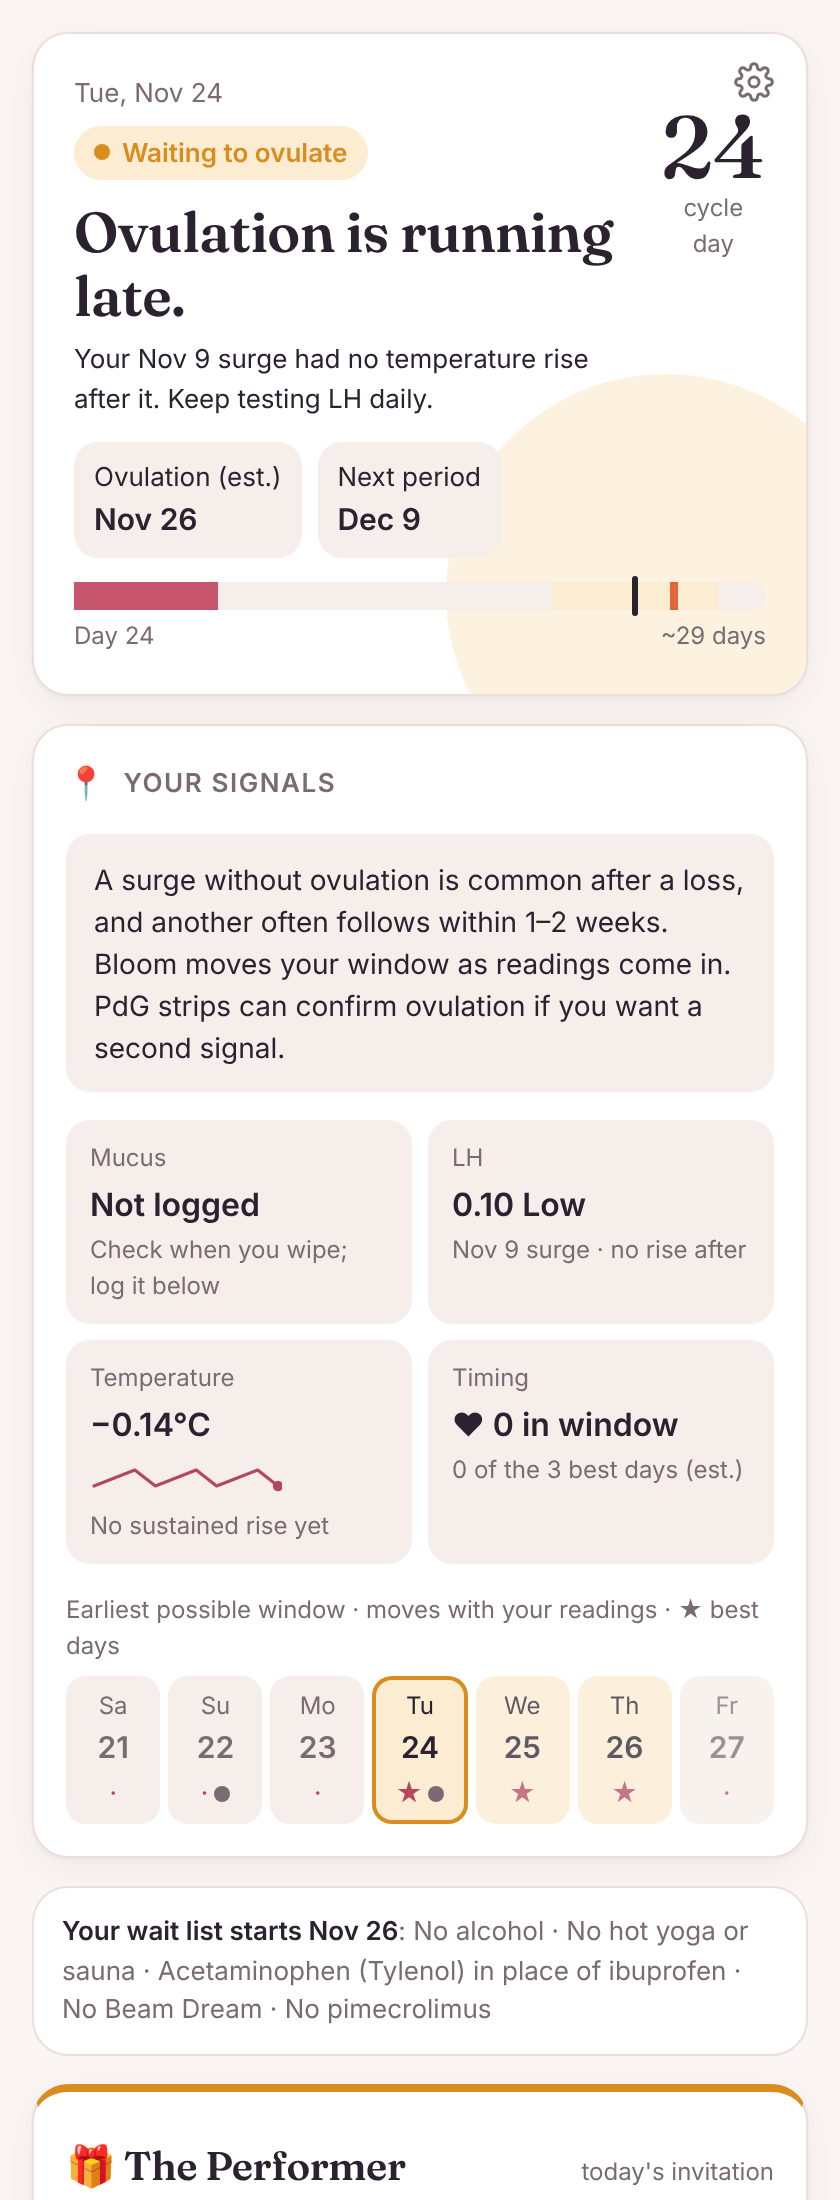 Tue, Nov 24
Waiting to ovulate
24
cycle
day
Ovulation is running
late.
Your Nov 9 surge had no temperature rise
after it. Keep testing LH daily.
Ovulation (est.)
Nov 26
Next period
Dec 9
Day 24
~29 days
YOUR SIGNALS
A surge without ovulation is common after a loss,
and another often follows within 1–2 weeks.
Bloom moves your window as readings come in.
PdG strips can confirm ovulation if you want a
second signal.
Mucus
Not logged
Check when you wipe;
log it below
LH
0.10 Low
Nov 9 surge · no rise after
Temperature
−0.14°C
No sustained rise yet
Timing
♥ 0 in window
0 of the 3 best days (est.)
Earliest possible window · moves with your readings · ★ best
days
Sa Su Mo Tu We Th Fr
21 22 23 24 25 26 27
Your wait list starts Nov 26: No alcohol · No hot yoga or
sauna · Acetaminophen (Tylenol) in place of ibuprofen ·
No Beam Dream · No pimecrolimus
The Performer
today's invitation